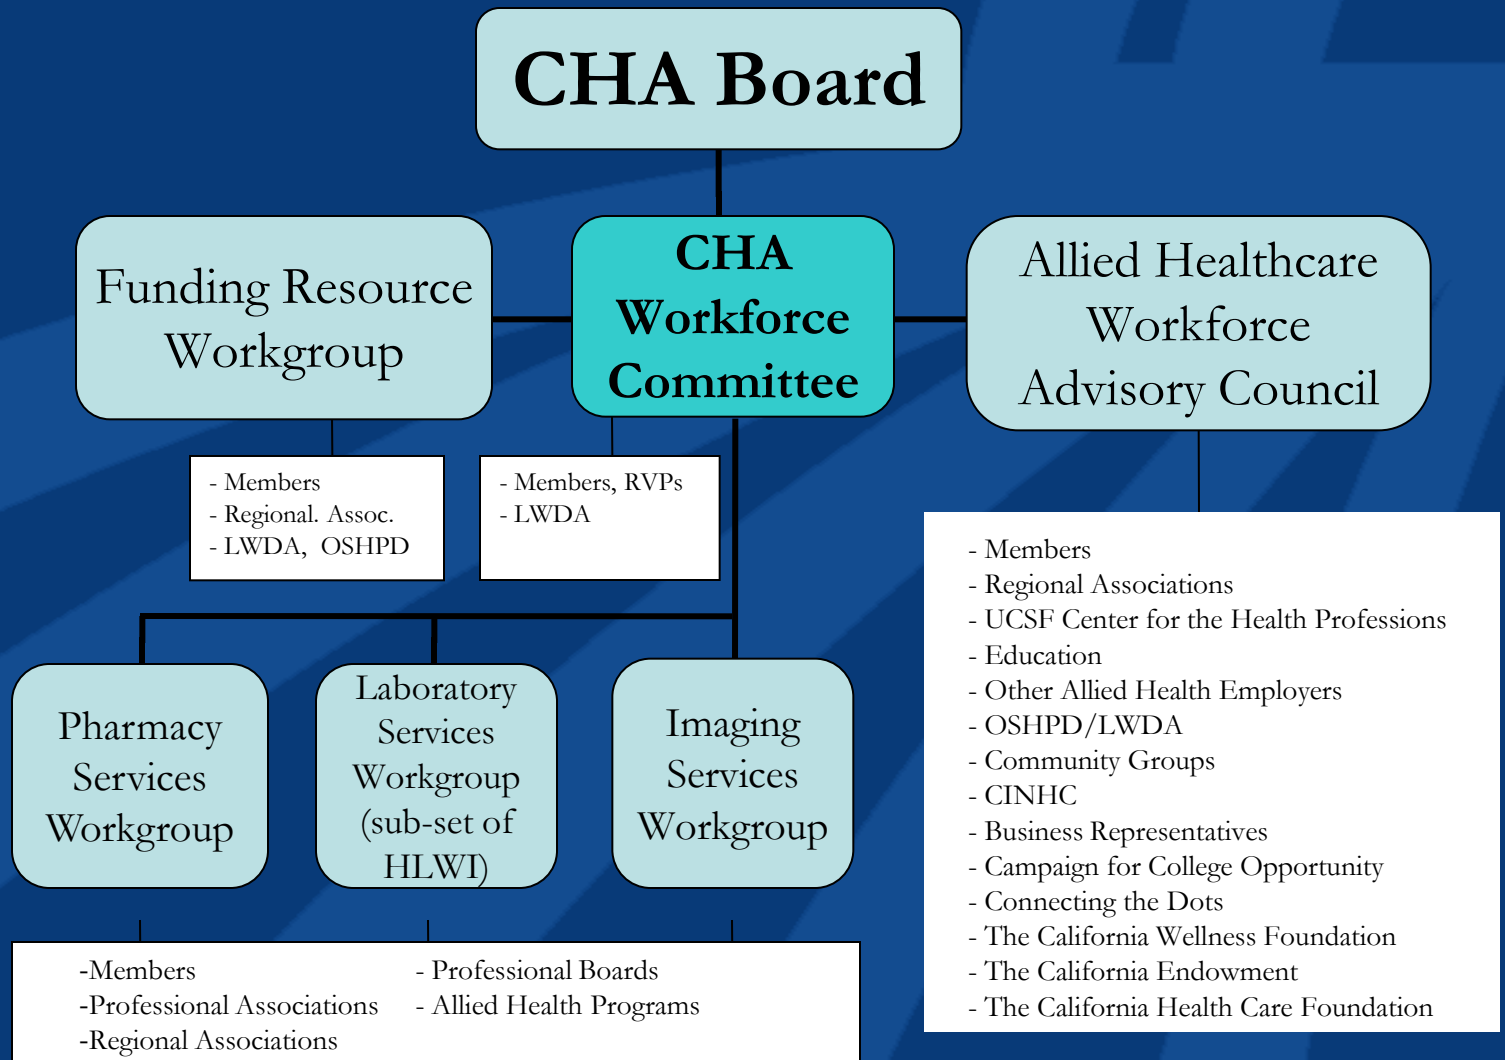 CHA Board
Funding Resource
Workgroup
CHA
Workforce
Committee
Allied Healthcare
Workforce
Advisory Council
- Members
- Regional. Assoc.
- LWDA, OSHPD
- Members, RVPs
- LWDA
- Members
- Regional Associations
- UCSF Center for the Health Professions
- Education
- Other Allied Health Employers
- OSHPD/LWDA
- Community Groups
- CINHC
- Business Representatives
- Campaign for College Opportunity
- Connecting the Dots
- The California Wellness Foundation
- The California Endowment
- The California Health Care Foundation
Pharmacy
Services
Workgroup
Laboratory
Services
Workgroup
(sub-set of
HLWI)
Imaging
Services
Workgroup
-Members
-Professional Associations
-Regional Associations
- Professional Boards
- Allied Health Programs